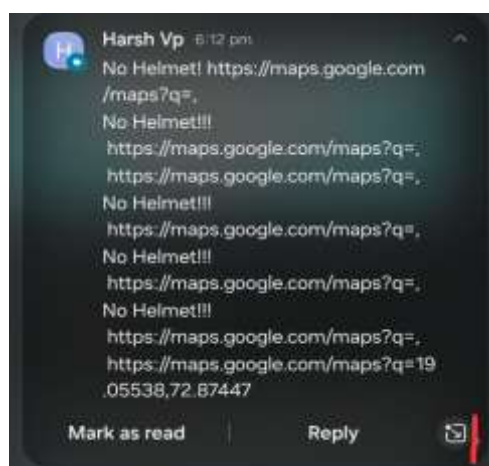 H
Harsh Vp 6:12 pm
No Helmet! https://maps.google.com
/maps?q=,
No Helmet!!!
https://maps.google.com/maps?q=,
https://maps.google.com/maps?q=,
No Helmet!!!
https://maps.google.com/maps?q=,
No Helmet!!!
https://maps.google.com/maps?q=,
No Helmet!!!
https://maps.google.com/maps?q=,
https://maps.google.com/maps?q=19
.05538,72.87447
Mark as read | Reply